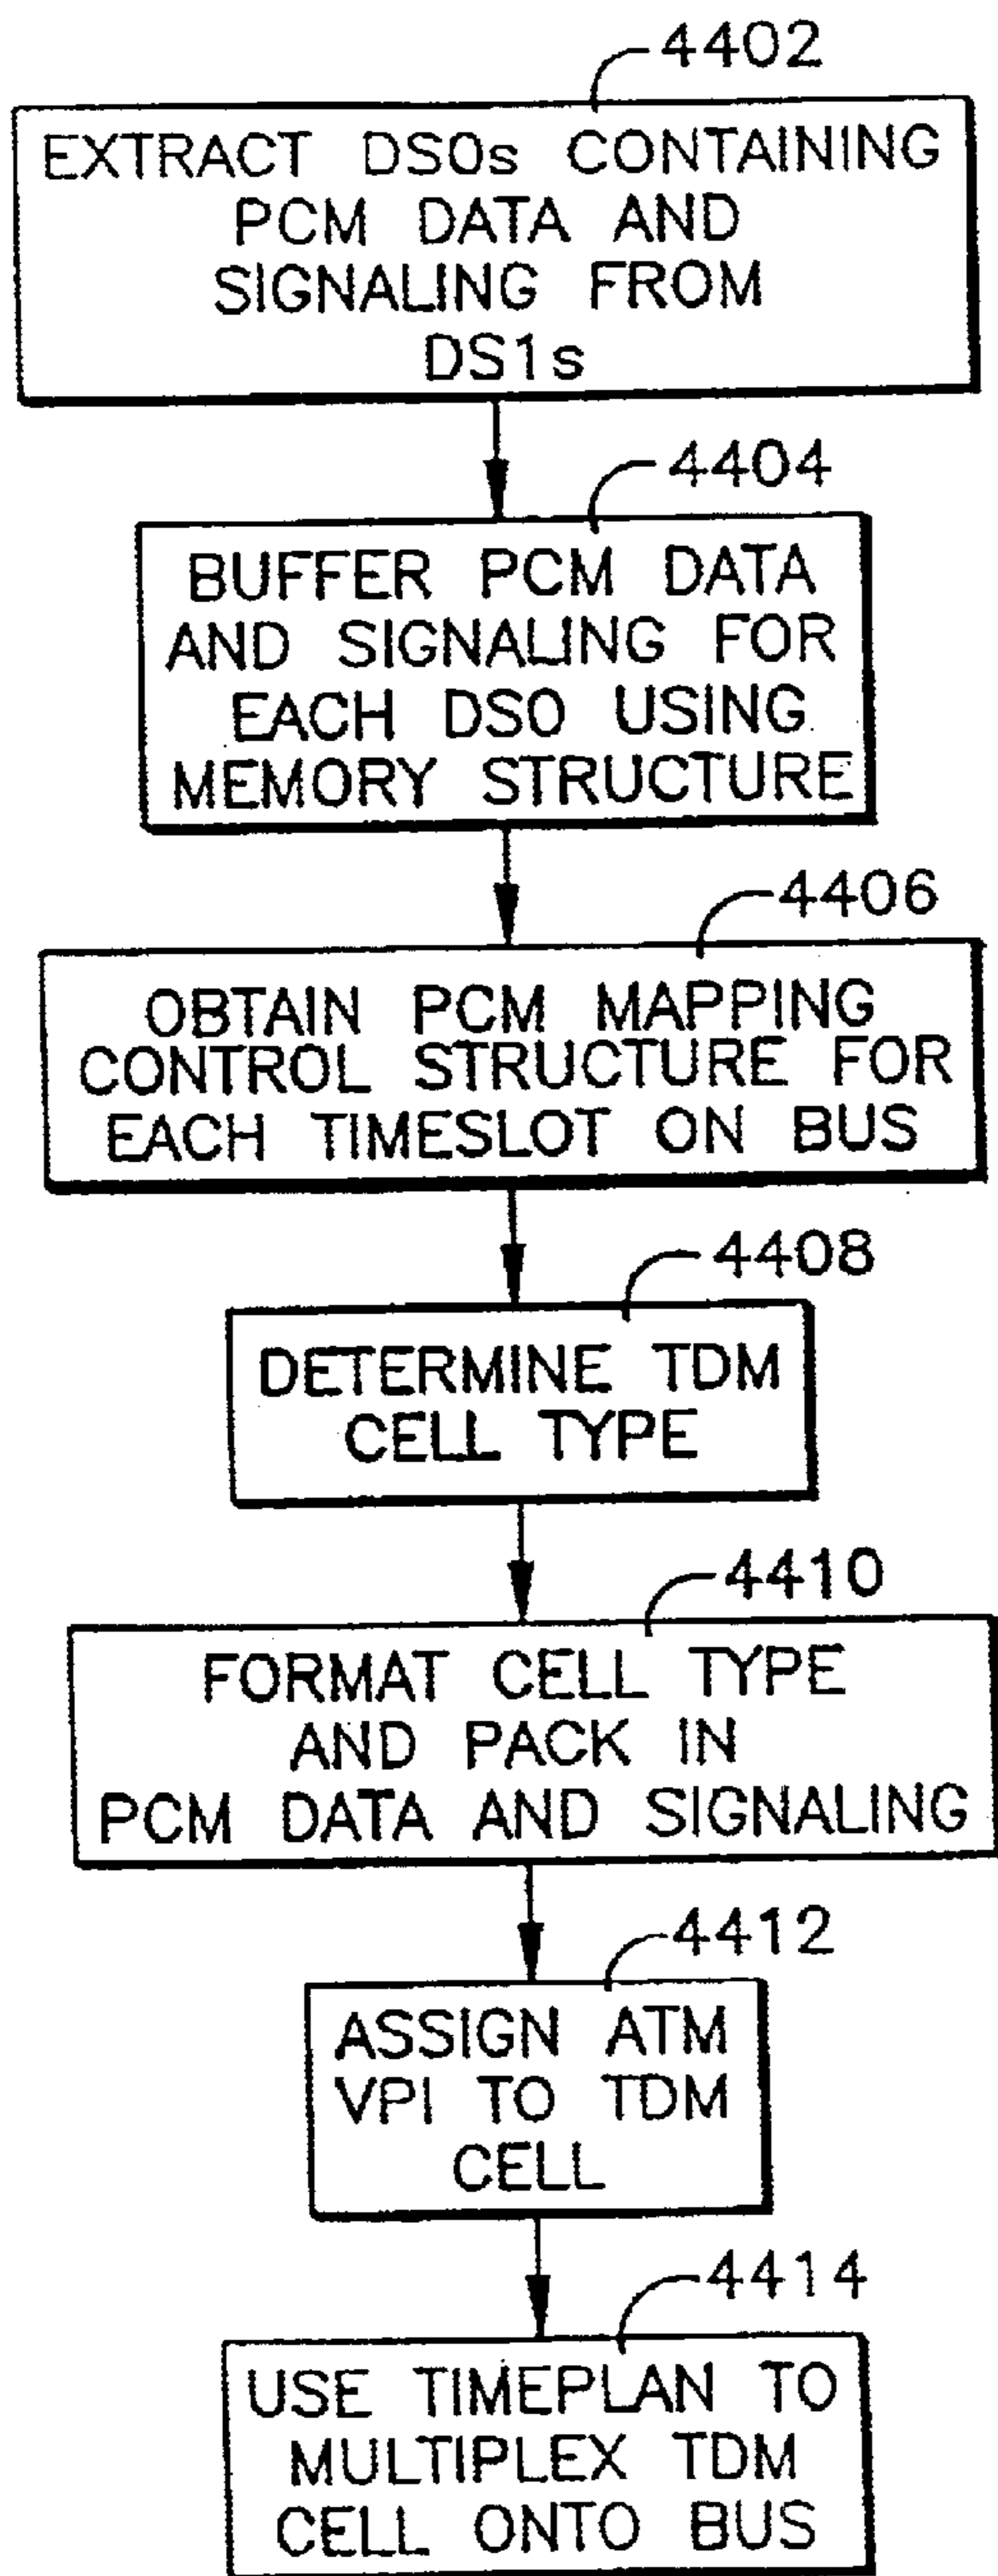 4402
EXTRACT DS0s CONTAINING
PCM DATA AND
SIGNALING FROM
DS1s
4404
BUFFER PCM DATA
AND SIGNALING FOR
EACH DS0 USING
MEMORY STRUCTURE
4406
OBTAIN PCM MAPPING
CONTROL STRUCTURE FOR
EACH TIMESLOT ON BUS
4408
DETERMINE TDM
CELL TYPE
4410
FORMAT CELL TYPE
AND PACK IN
PCM DATA AND SIGNALING
4412
ASSIGN ATM
VPI TO TDM
CELL
4414
USE TIMEPLAN TO
MULTIPLEX TDM
CELL ONTO BUS